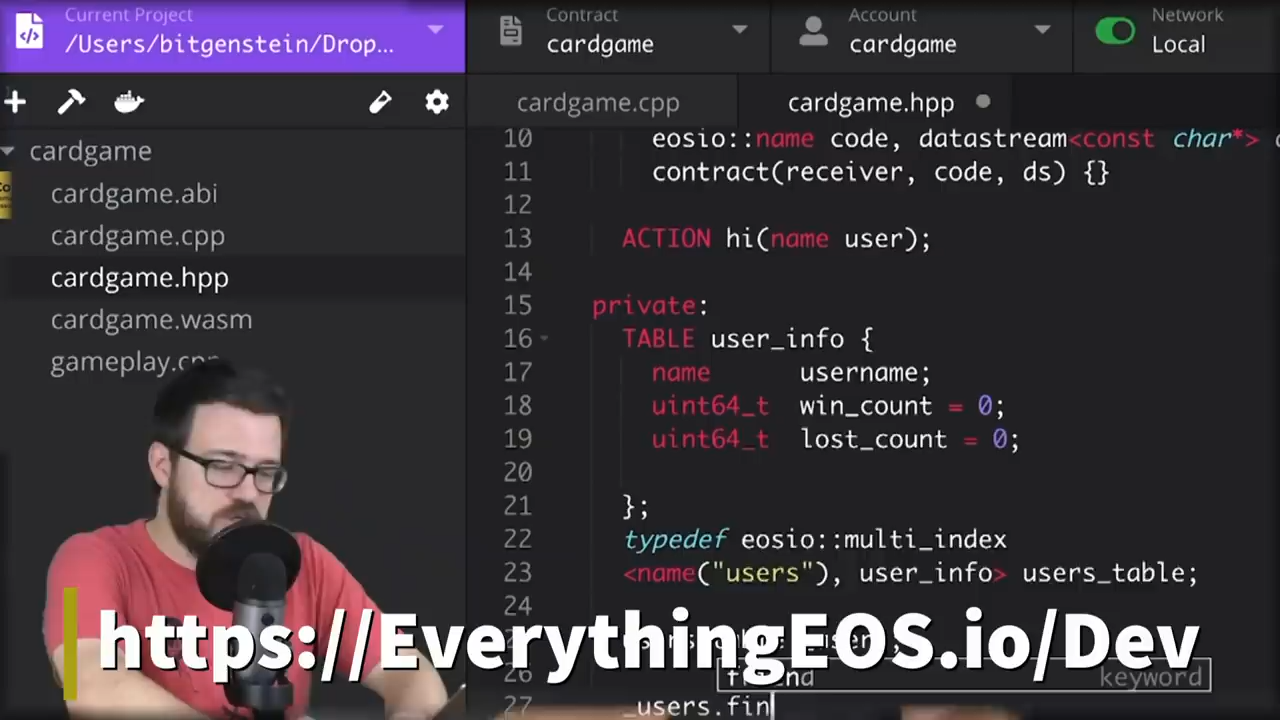 Current Project
/Users/bitgenstein/Drop...
Contract
cardgame
Account
cardgame
Network
Local
cardgame
cardgame.abi
cardgame.cpp
cardgame.hpp
cardgame.wasm
gameplay.cpp
cardgame.cpp
cardgame.hpp
10 eosio::name code, datastream<const char*>
11 contract(receiver, code, ds) {}
12
13 ACTION hi(name user);
14
15 private:
16 TABLE user_info {
17 name username;
18 uint64_t win_count = 0;
19 uint64_t lost_count = 0;
20
21 };
22 typedef eosio::multi_index
23 <name("users"), user_info> users_table;
24
26
friend keyword
27 _users.fin
https://EverythingEOS.io/Dev